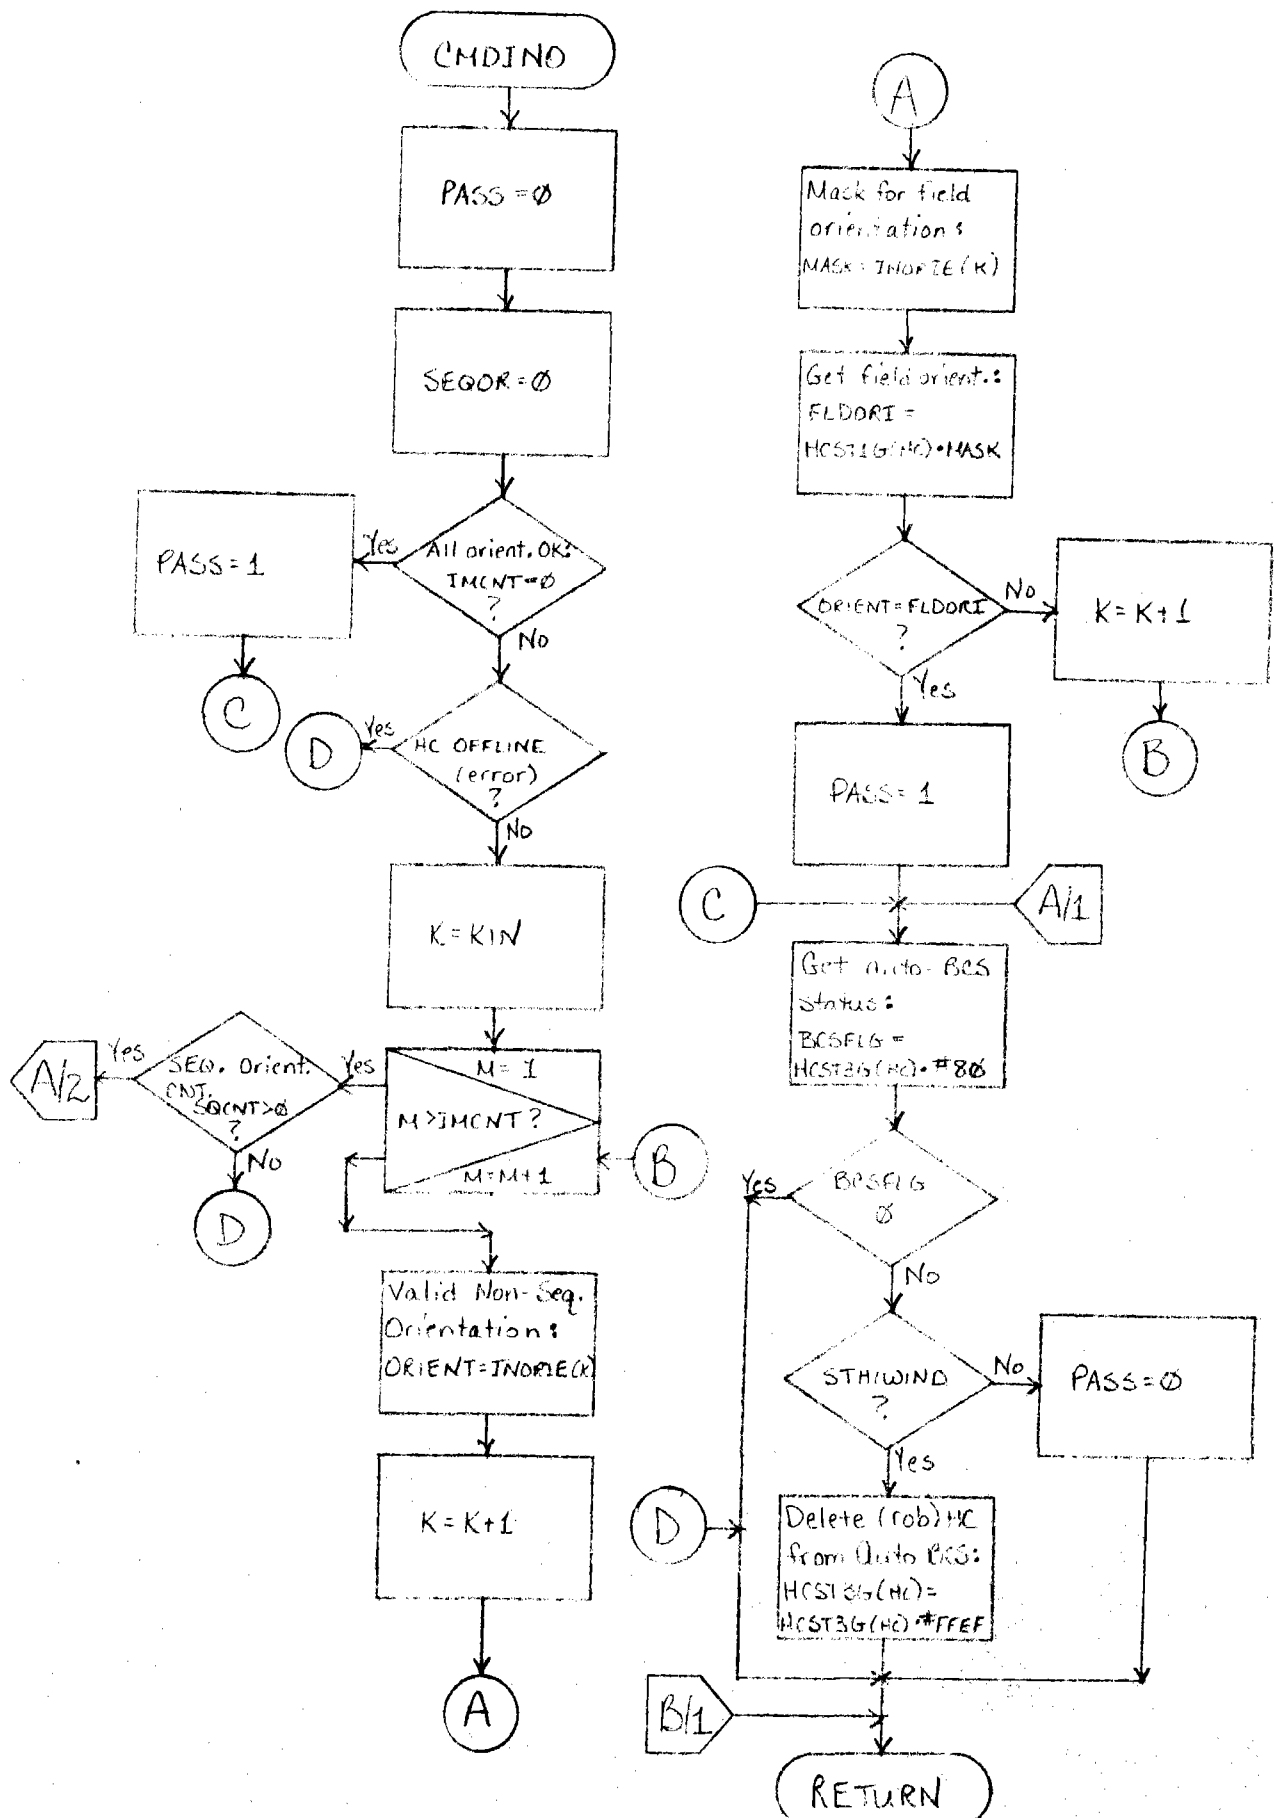 CMDINO
PASS=Ø
SEQOR=Ø
All orient. OK:
IMCNT=Ø
?
Yes
No
PASS=1
C
HC OFFLINE
(error)
?
Yes
No
D
K=KIN
M=1
M>IMCNT?
M=M+1
Yes
B
SEQ. Orient.
CNT.
SQCNT>Ø
?
Yes
No
A/2
D
Valid Non-Seq.
Orientation:
ORIENT=INORIE(K)
K=K+1
A
A
Mask for field
orientation:
MASK=INORIE(K)
Get field orient.:
FLDORI =
HCST1G(HC)•MASK
ORIENT=FLDORI
?
No
Yes
K=K+1
B
PASS=1
C
A/1
Get Auto-BCS
status:
BCSFLG =
HCST3G(HC)•#8Ø
BCSFLG
Ø
Yes
No
STHIWIND
?
No
Yes
PASS=Ø
D
Delete (rob) HC
from Auto BCS:
HCST3G(HC)=
HCST3G(HC)•#FFEF
B/1
RETURN